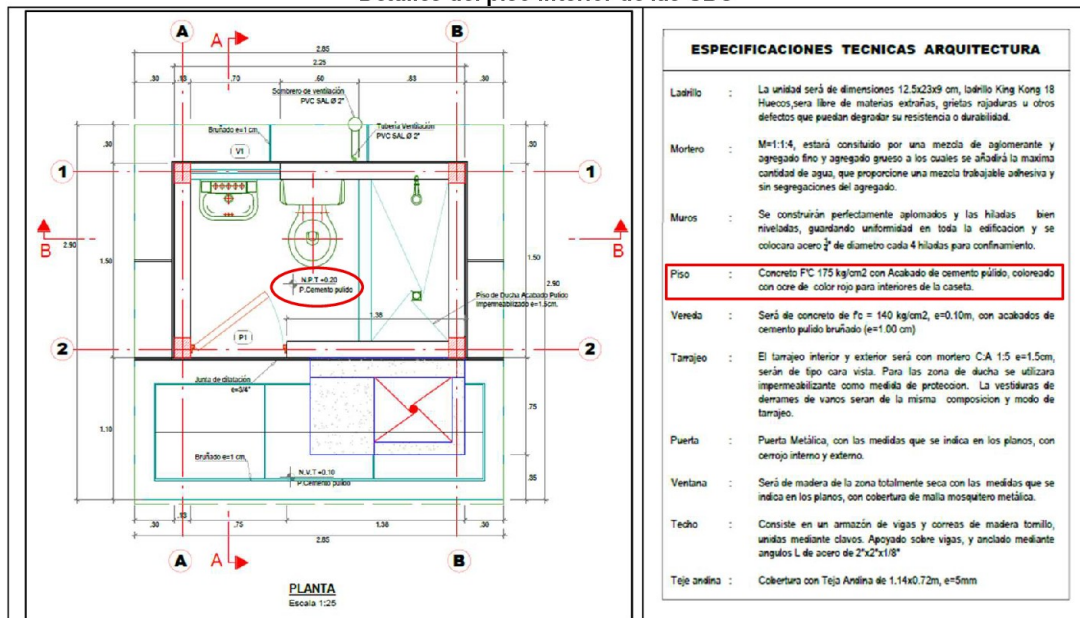 A
B
A
2.85
2.25
.30
.13
.70
.60
.83
.30
Sombrero de ventilación
PVC SAL Ø 2"
Tubería Ventilación
PVC SAL Ø 2"
Bruñado e=1 cm.
V1
.30
.30
1
1
B
B
2.90
1.50
1.50
2.90
N.P.T +0.20
P.Cemento pulido
Piso de Ducha Acabado Pulido
Impermeabilizado e=1.5cm.
1.38
P1
2
2
Junta de dilatación
e=3/4"
.75
1.10
Bruñado e=1 cm.
N.V.T +0.10
P.Cemento pulido
.35
.30
.13
.75
1.38
.30
2.85
A
A
B
PLANTA
Escala 1:25
ESPECIFICACIONES TECNICAS ARQUITECTURA
Ladrillo : La unidad será de dimensiones 12.5x23x9 cm, ladrillo King Kong 18
Huecos,sera libre de materias extrañas, grietas rajaduras u otros
defectos que puedan degradar su resistencia o durabilidad.
Mortero : M=1:1:4, estará consituido por una mezcla de aglomerante y
agregado fino y agregado grueso a los cuales se añadirá la maxima
cantidad de agua, que proporcione una mezcla trabajable adhesiva y
sin segregaciones del agregado.
Muros : Se construirán perfectamente aplomados y las hiladas bien
niveladas, guardando uniformidad en toda la edificacion y se
colocara acero ¼" de diametro cada 4 hiladas para confinamiento.
Piso : Concreto F'C 175 kg/cm2 con Acabado de cemento púlido, coloreado
con ocre de color rojo para interiores de la caseta.
Vereda : Será de concreto de f'c = 140 kg/cm2, e=0.10m, con acabados de
cemento pulido bruñado (e=1.00 cm)
Tarrajeo : El tarrajeo interior y exterior será con mortero C:A 1:5 e=1.5cm,
serán de tipo cara vista. Para las zona de ducha se utilizara
impermeabilizante como medida de proteccion. La vestiduras de
derrames de vanos seran de la misma composicion y modo de
tarrajeo.
Puerta : Puerta Metálica, con las medidas que se indica en los planos, con
cerrojo interno y externo.
Ventana : Será de madera de la zona totalmente seca con las medidas que se
indica en los planos, con cobertura de malla mosquitero metálica.
Techo : Consiste en un armazón de vigas y correas de madera tornillo,
unidas mediante clavos. Apoyado sobre vigas, y anclado mediante
angulos L de acero de 2"x2"x1/8"
Teje andina : Cobertura con Teja Andina de 1.14x0.72m, e=5mm